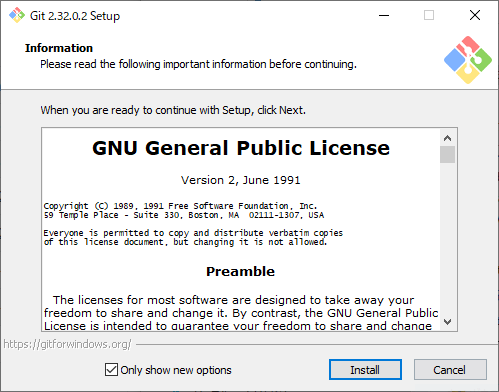 Git 2.32.0.2 Setup
Information
Please read the following important information before continuing.
When you are ready to continue with Setup, click Next.
GNU General Public License
Version 2, June 1991
Copyright (C) 1989, 1991 Free Software Foundation, Inc.
59 Temple Place - Suite 330, Boston, MA  02111-1307, USA
Everyone is permitted to copy and distribute verbatim copies
of this license document, but changing it is not allowed.
Preamble
The licenses for most software are designed to take away your
freedom to share and change it. By contrast, the GNU General Public
License is intended to guarantee your freedom to share and change
https://gitforwindows.org/
Only show new options
Install
Cancel